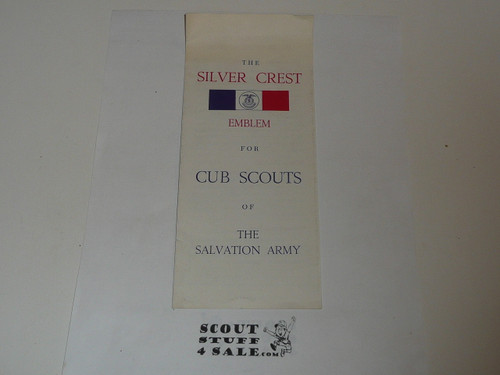 THE
SILVER CREST
EMBLEM
FOR
CUB SCOUTS
OF
THE
SALVATION ARMY
SCOUT
STUFF
4 SALE.COM